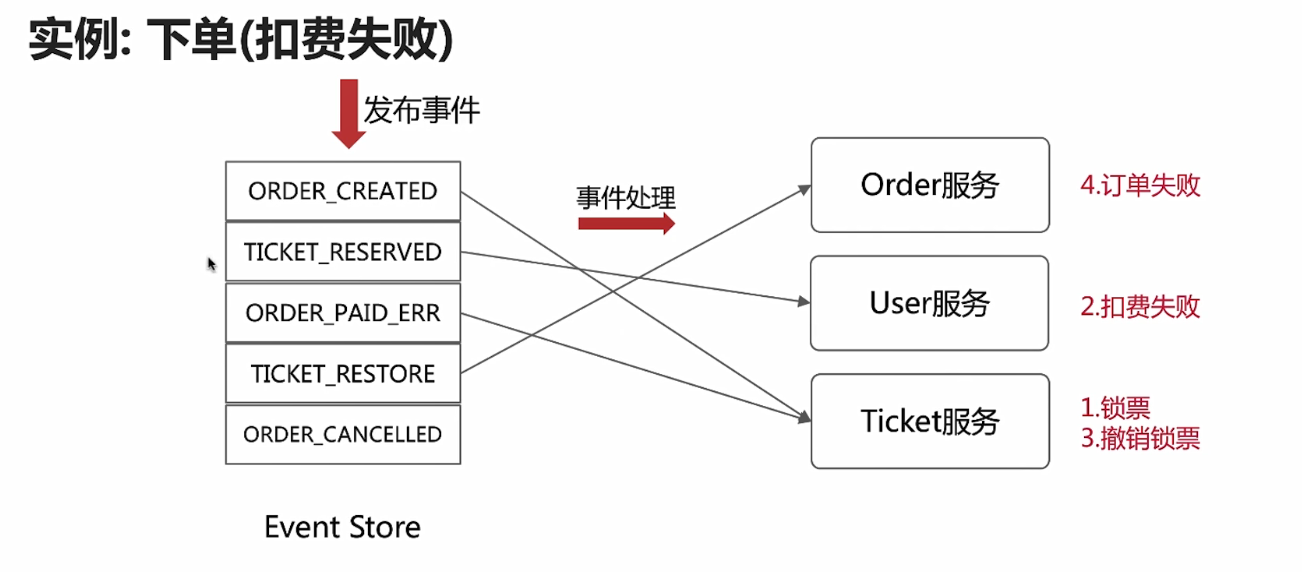 实例: 下单(扣费失败)
发布事件
ORDER_CREATED
TICKET_RESERVED
ORDER_PAID_ERR
TICKET_RESTORE
ORDER_CANCELLED
Event Store
事件处理
Order服务
4.订单失败
User服务
2.扣费失败
Ticket服务
1.锁票
3.撤销锁票